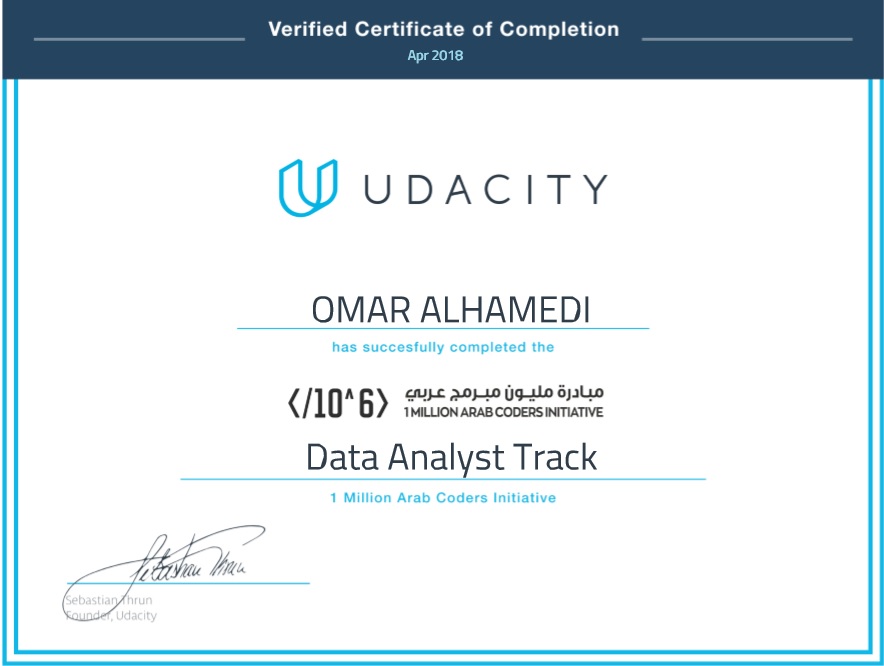 Verified Certificate of Completion
Apr 2018
UDACITY
OMAR ALHAMEDI
has succesfully completed the
</10^6> مبادرة مليون مبرمج عربي
1 MILLION ARAB CODERS INITIATIVE
Data Analyst Track
1 Million Arab Coders Initiative
Sebastian Thrun
Sebastian Thrun
Founder, Udacity